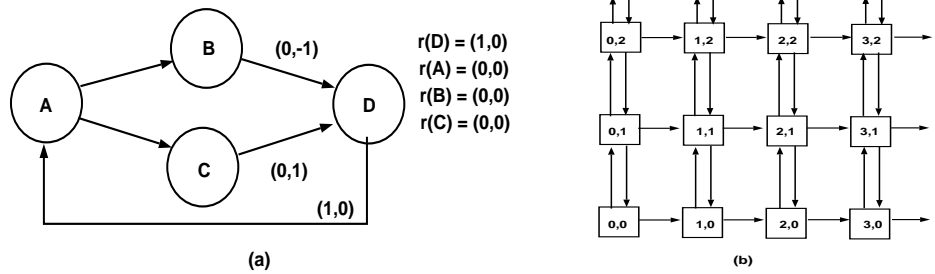 B
(0,-1)
r(D) = (1,0)
r(A) = (0,0)
r(B) = (0,0)
r(C) = (0,0)
A
D
C
(0,1)
(1,0)
(a)
0,2 1,2 2,2 3,2
0,1 1,1 2,1 3,1
0,0 1,0 2,0 3,0
(b)